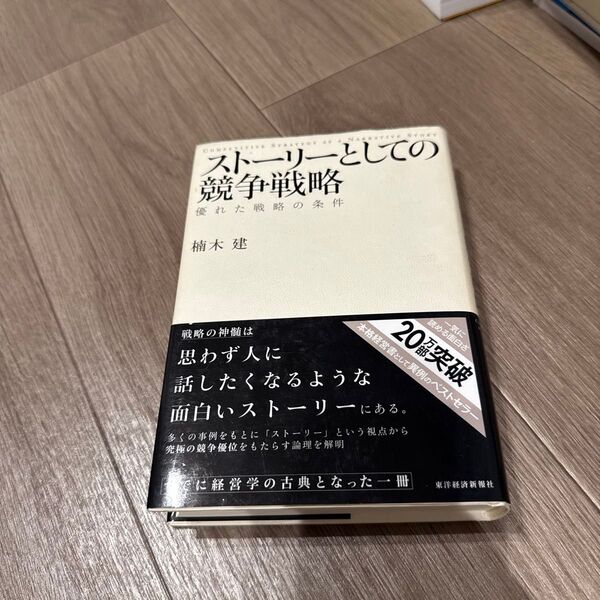 COMPETITIVE STRATEGY AS A NARRATIVE STORY
ストーリーとしての
競争戦略
優れた戦略の条件
楠木 建
戦略の神髄は
思わず人に
話したくなるような
面白いストーリーにある。
多くの事例をもとに「ストーリー」という視点から
究極の競争優位をもたらす論理を解明
でに経営学の古典となった一冊
一気に
読める面白さ
20万部突破
本格経営書として異例のベストセラー
東洋経済新報社